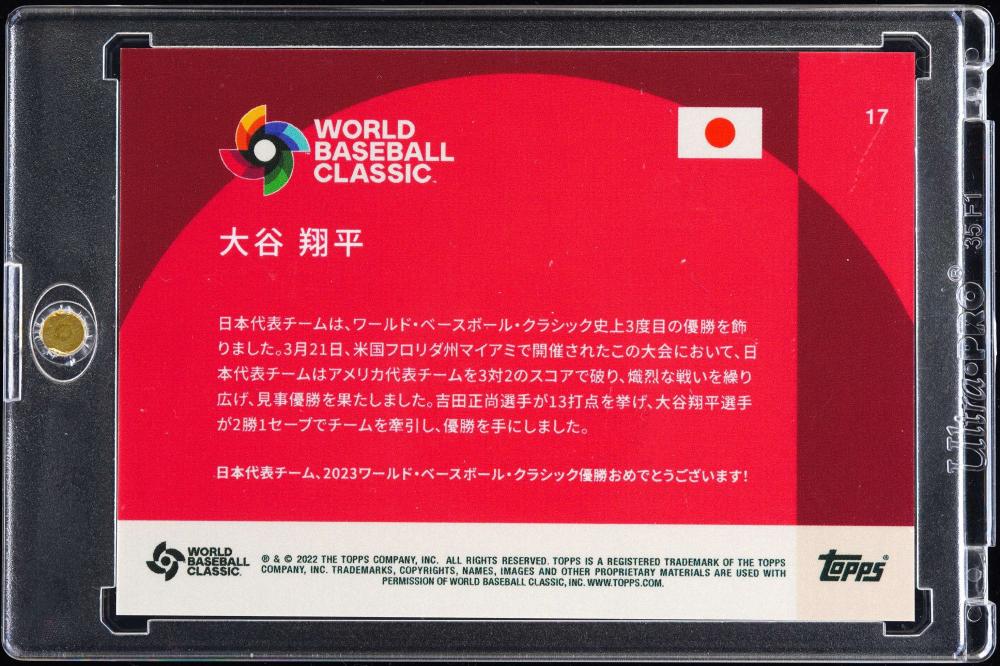 WORLD
BASEBALL
CLASSIC™
17
大谷 翔平
日本代表チームは、ワールド・ベースボール・クラシック史上3度目の優勝を飾
りました。3月21日、米国フロリダ州マイアミで開催されたこの大会において、日
本代表チームはアメリカ代表チームを3対2のスコアで破り、熾烈な戦いを繰り
広げ、見事優勝を果たしました。吉田正尚選手が13打点を挙げ、大谷翔平選手
が2勝1セーブでチームを牽引し、優勝を手にしました。
日本代表チーム、2023ワールド・ベースボール・クラシック優勝おめでとうございます!
WORLD
BASEBALL
CLASSIC™
® & © 2022 THE TOPPS COMPANY, INC. ALL RIGHTS RESERVED. TOPPS IS A REGISTERED TRADEMARK OF THE TOPPS
COMPANY, INC. TRADEMARKS, COPYRIGHTS, NAMES, IMAGES AND OTHER PROPRIETARY MATERIALS ARE USED WITH
PERMISSION OF WORLD BASEBALL CLASSIC, INC. WWW.TOPPS.COM.
TOPPS®
Ultra·PRO®
35 F1